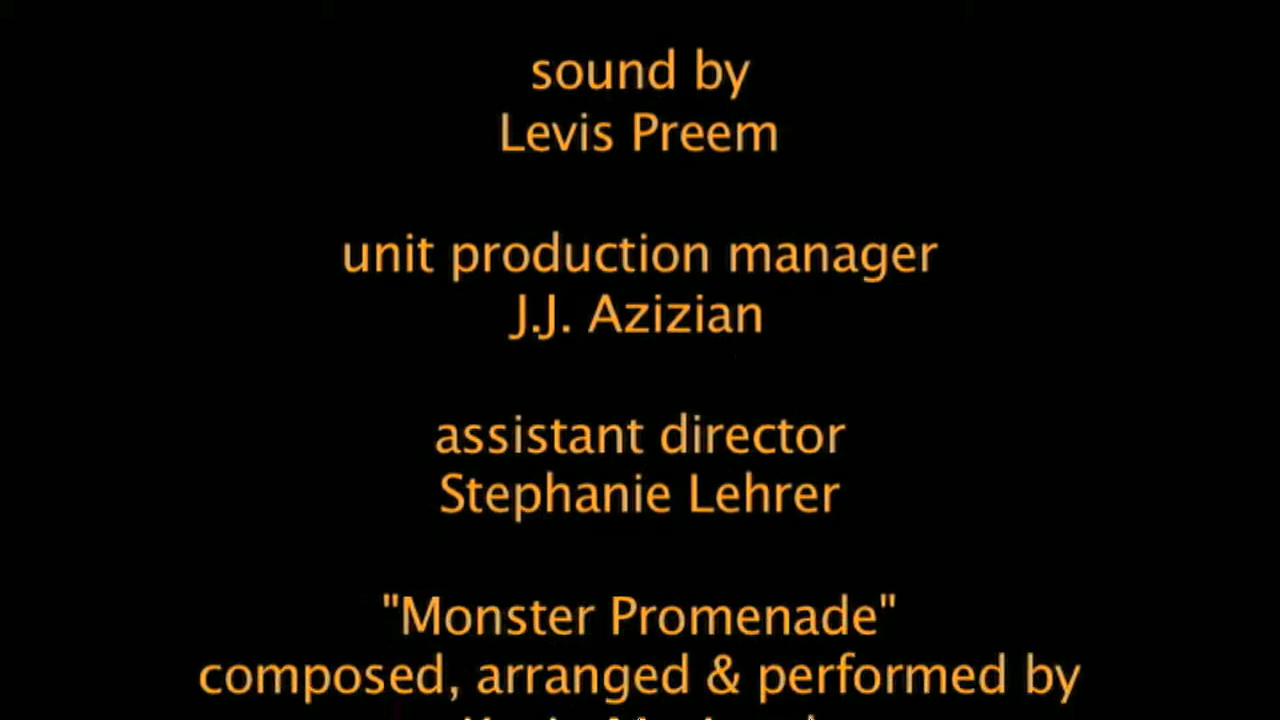 sound by
Levis Preem
unit production manager
J.J. Azizian
assistant director
Stephanie Lehrer
"Monster Promenade"
composed, arranged & performed by